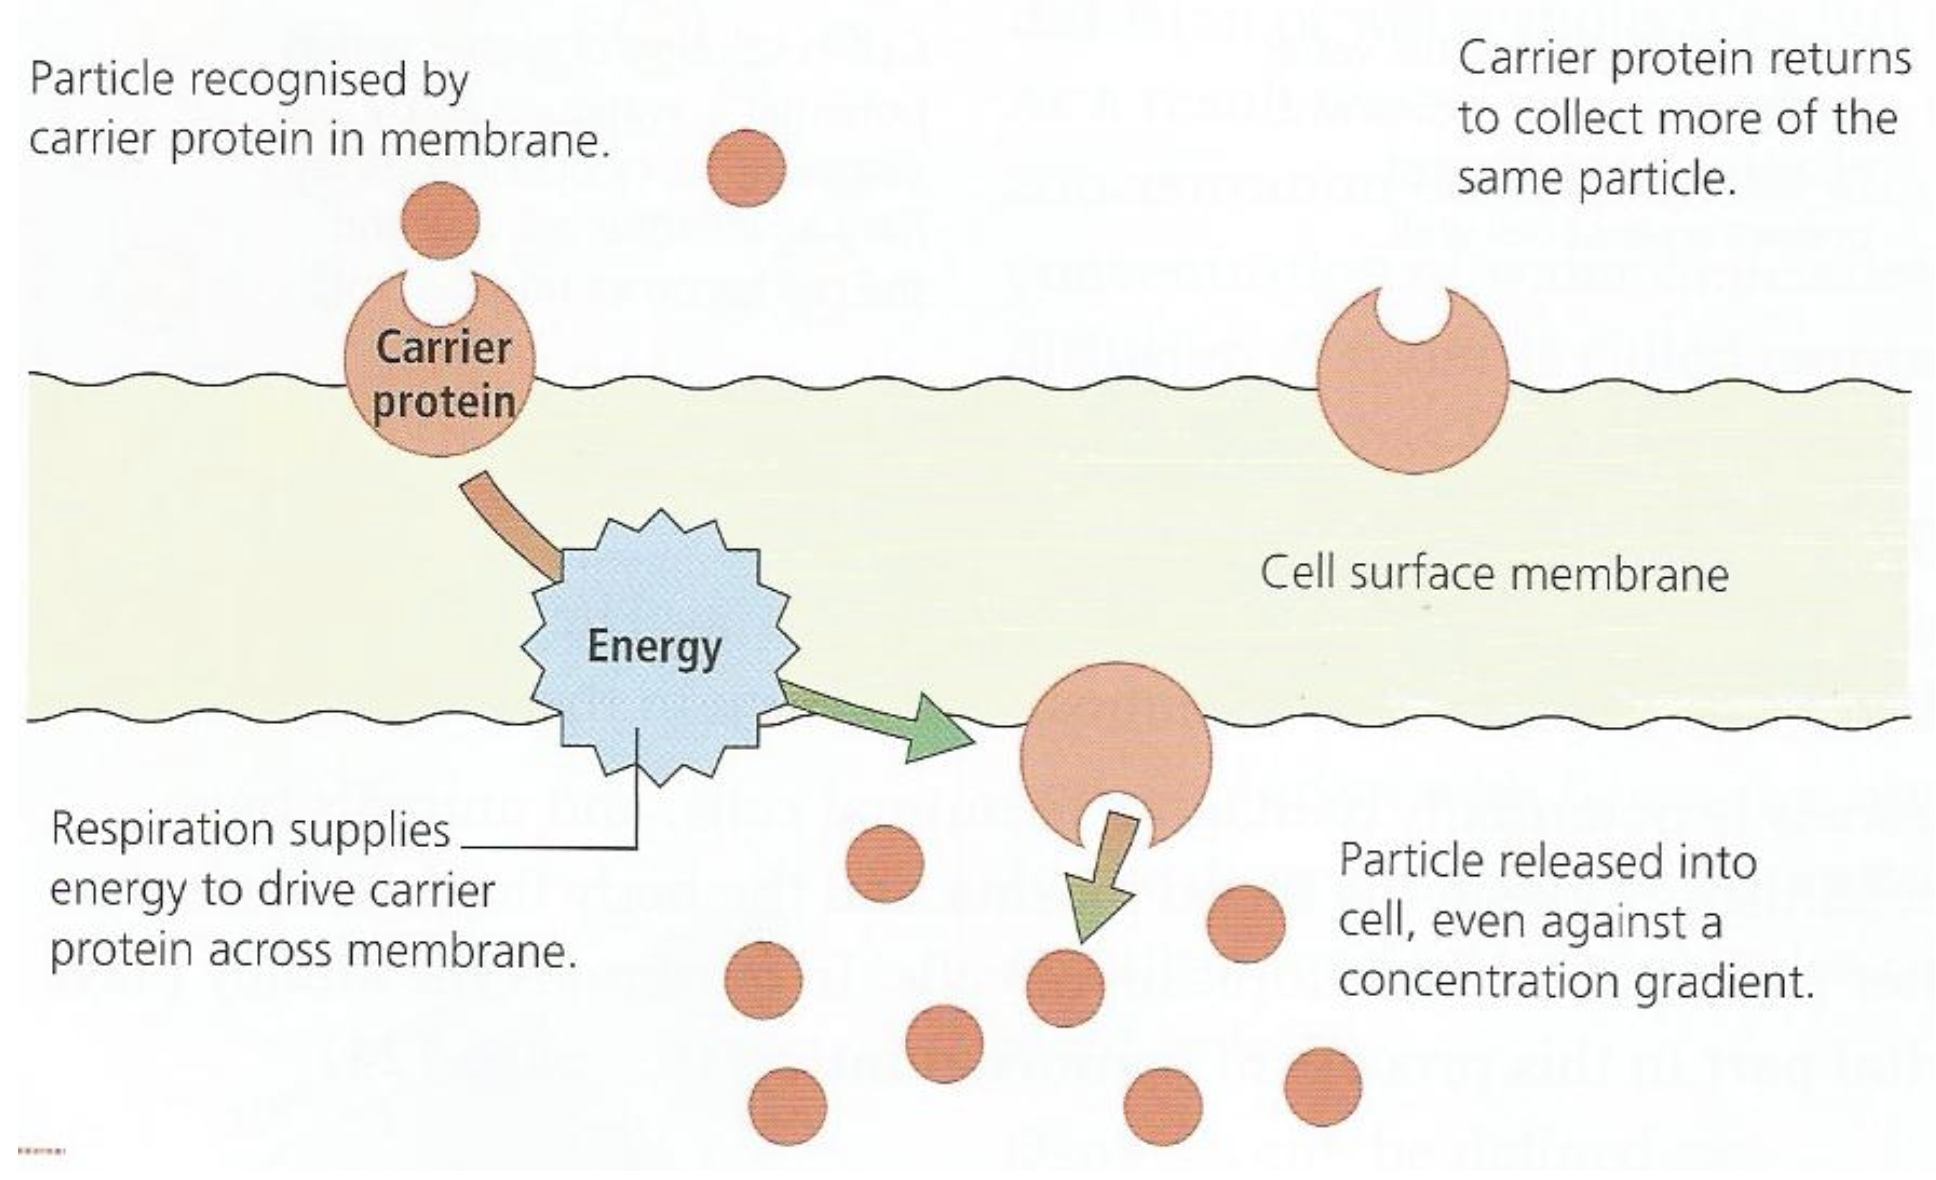 Particle recognised by
carrier protein in membrane.
Carrier protein returns
to collect more of the
same particle.
Carrier
protein
Energy
Cell surface membrane
Respiration supplies
energy to drive carrier
protein across membrane.
Particle released into
cell, even against a
concentration gradient.